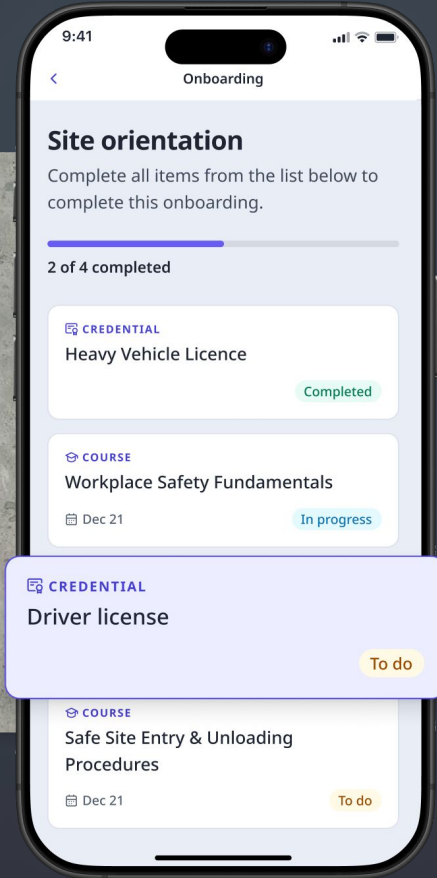 9:41
Onboarding
Site orientation
Complete all items from the list below to
complete this onboarding.
2 of 4 completed
CREDENTIAL
Heavy Vehicle Licence
Completed
COURSE
Workplace Safety Fundamentals
Dec 21
In progress
CREDENTIAL
Driver license
To do
COURSE
Safe Site Entry & Unloading
Procedures
Dec 21
To do